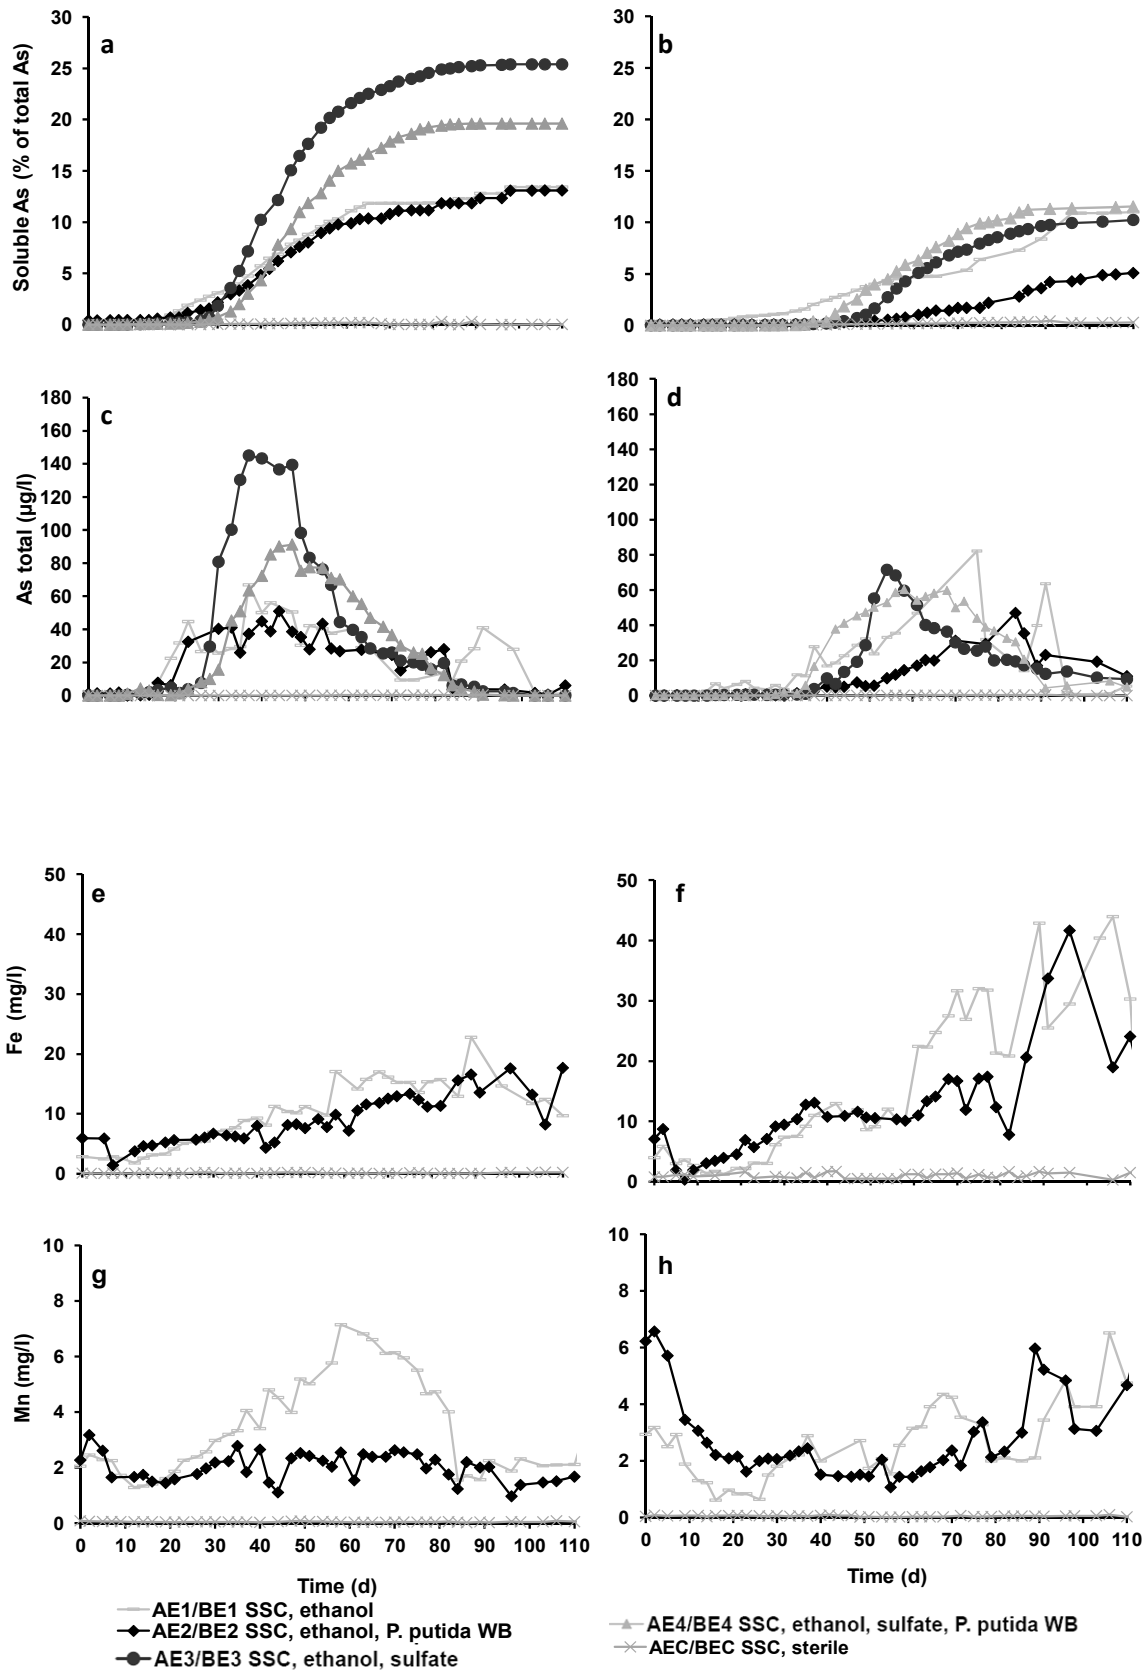 a
Soluble As (% of total As)
30
25
20
15
10
5
0
b
30
25
20
15
10
5
0
c
As total (µg/l)
180
160
140
120
100
80
60
40
20
0
d
180
160
140
120
100
80
60
40
20
0
e
Fe (mg/l)
50
40
30
20
10
0
f
50
40
30
20
10
0
g
Mn (mg/l)
10
8
6
4
2
0
0 10 20 30 40 50 60 70 80 90 100 110
Time (d)
h
10
8
6
4
2
0
0 10 20 30 40 50 60 70 80 90 100 110
Time (d)
AE1/BE1 SSC, ethanol
AE2/BE2 SSC, ethanol, P. putida WB
AE3/BE3 SSC, ethanol, sulfate
AE4/BE4 SSC, ethanol, sulfate, P. putida WB
AEC/BEC SSC, sterile